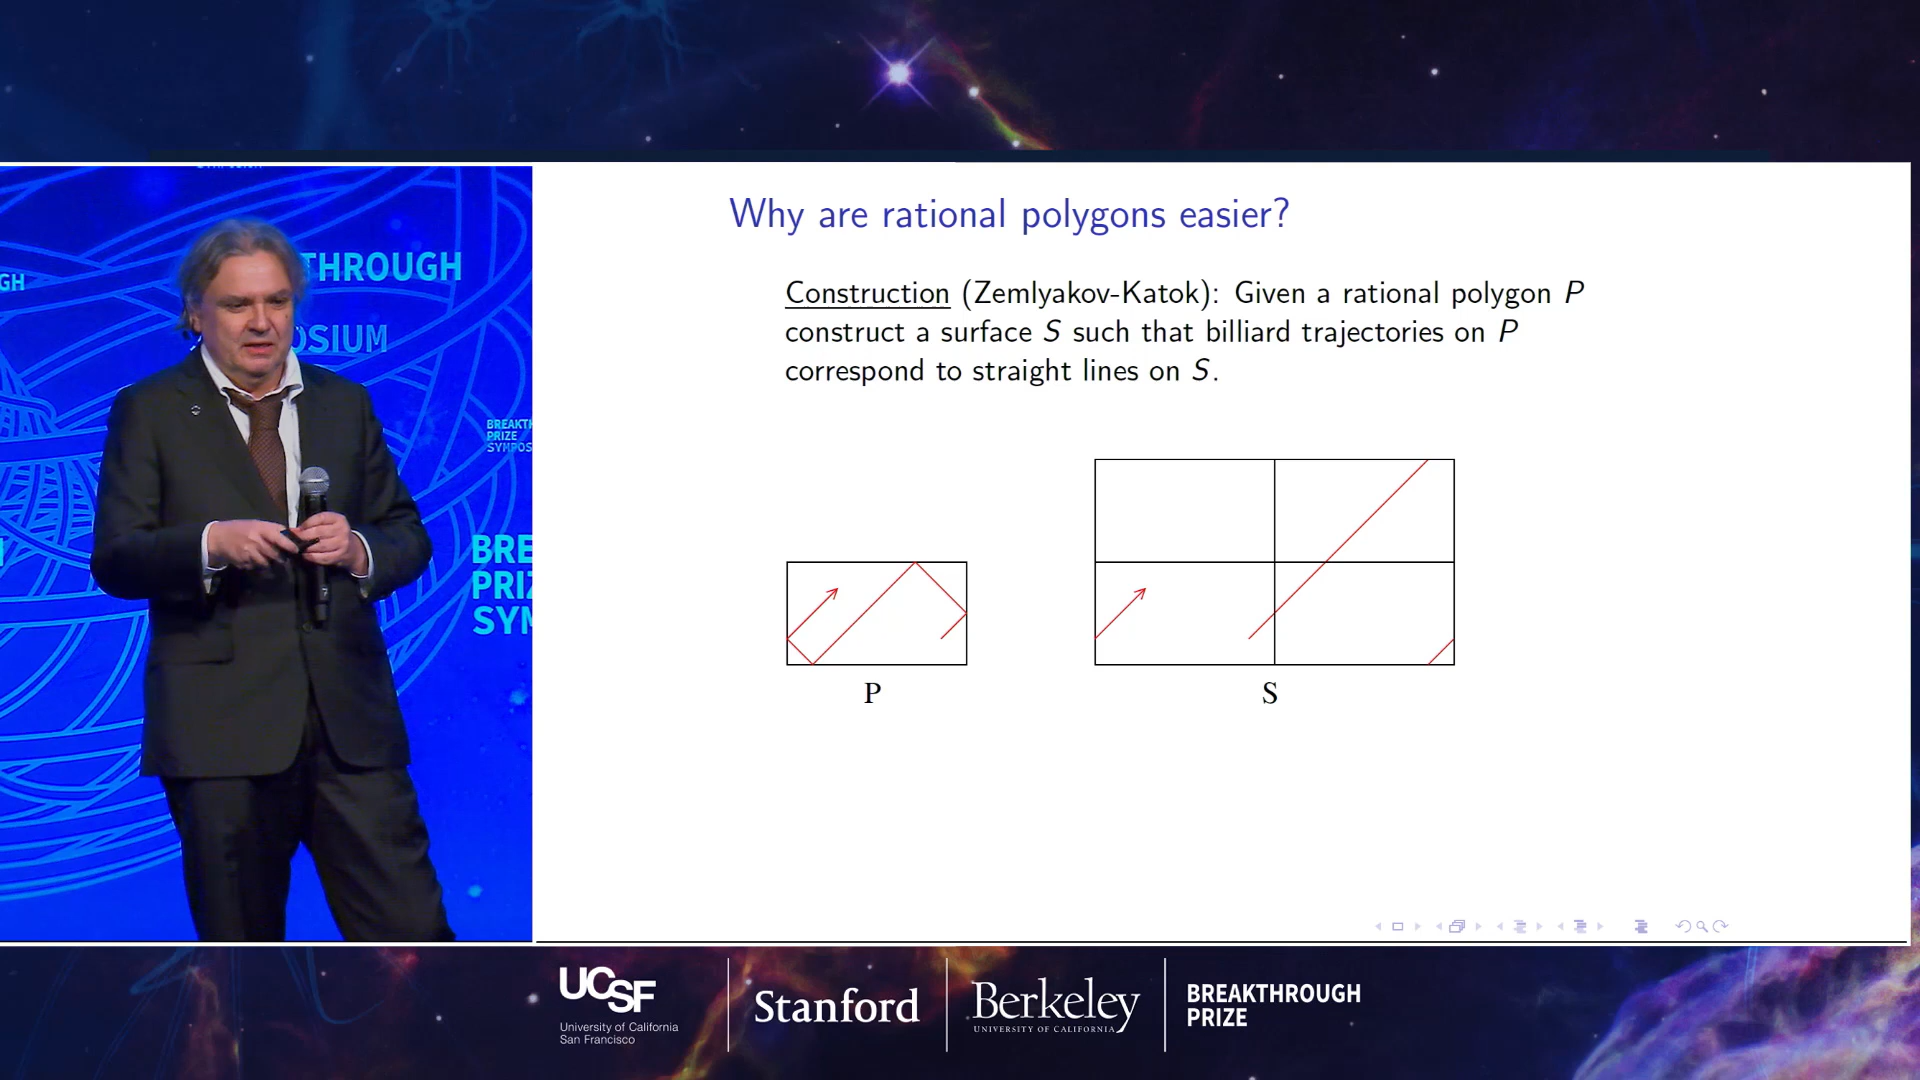 GH
THROUGH
OSIUM
BREAKTH
PRIZE
SYMPOS
BRE
PRIZ
SYM
Why are rational polygons easier?
Construction (Zemlyakov-Katok): Given a rational polygon P
construct a surface S such that billiard trajectories on P
correspond to straight lines on S.
P
S
UCSF
University of California
San Francisco
Stanford
Berkeley
UNIVERSITY OF CALIFORNIA
BREAKTHROUGH
PRIZE